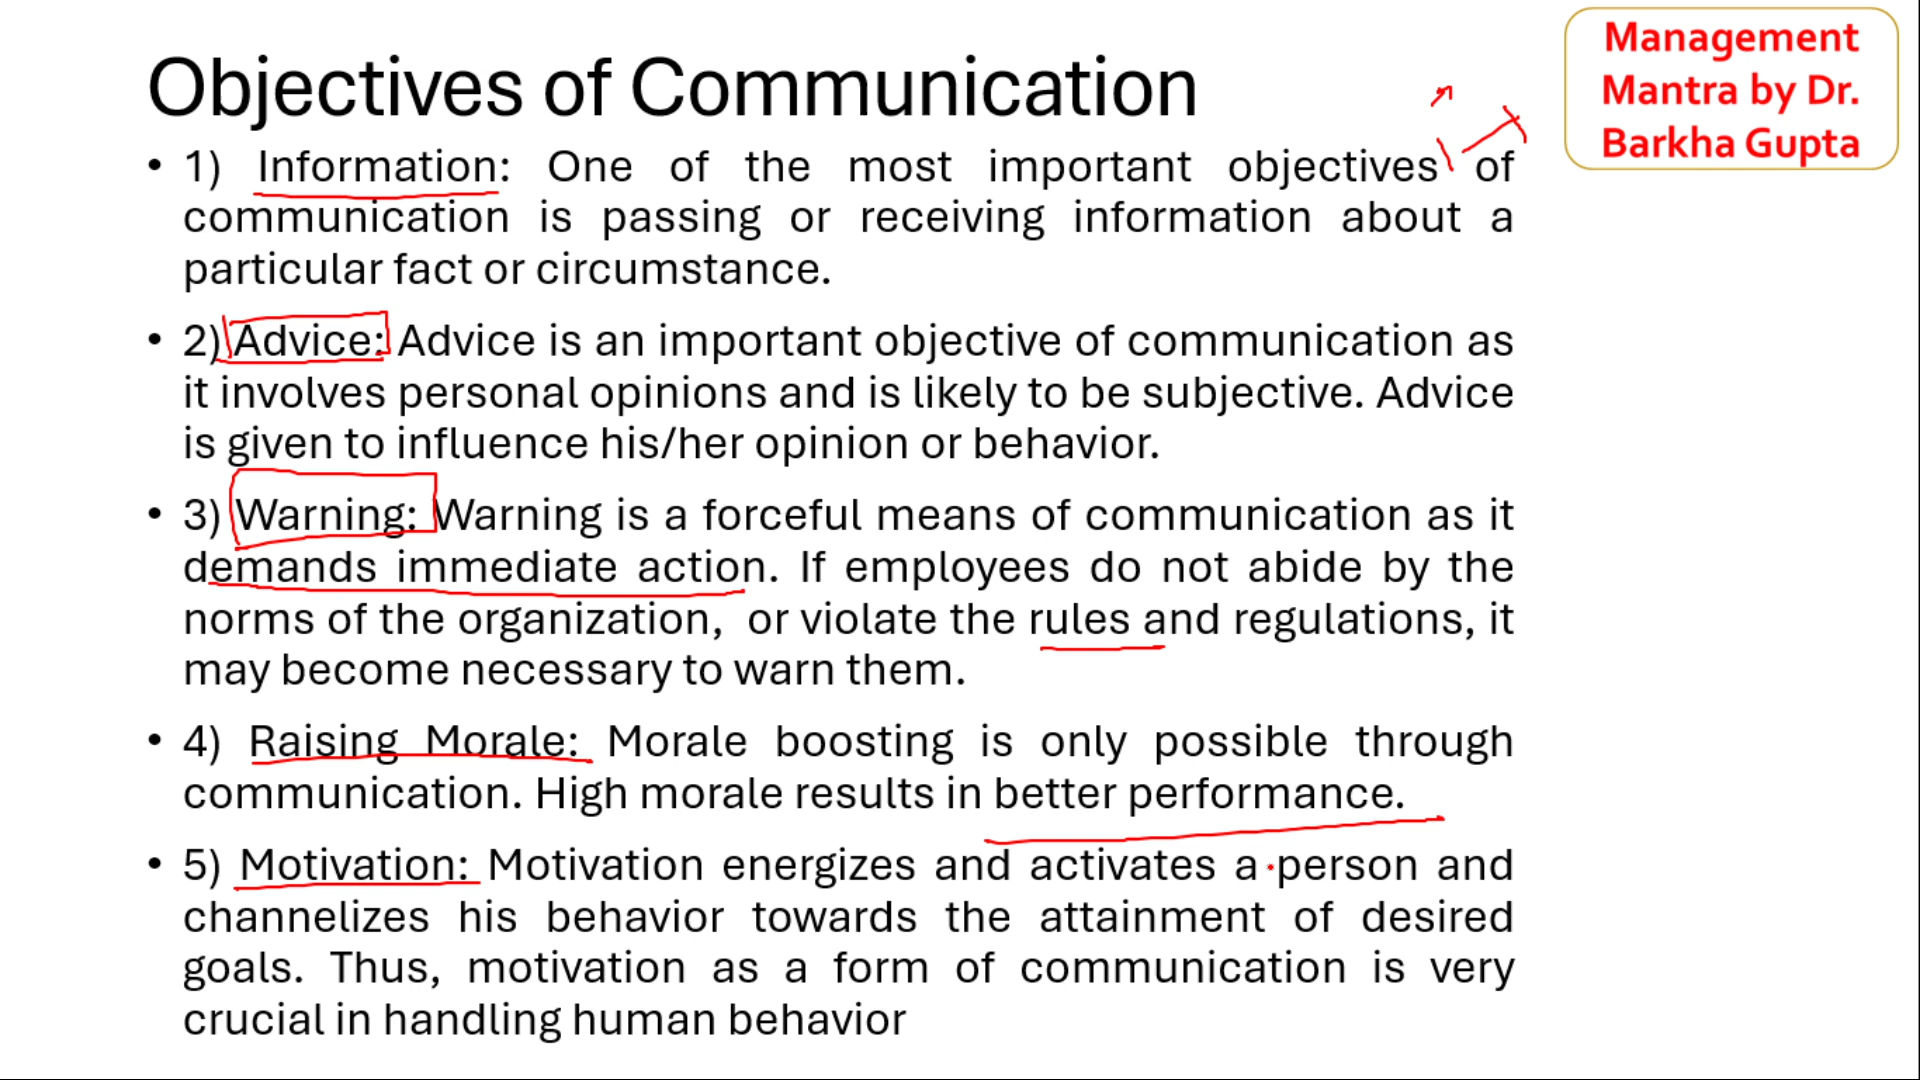 Objectives of Communication
Management
Mantra by Dr.
Barkha Gupta
• 1) Information: One of the most important objectives of
communication is passing or receiving information about a
particular fact or circumstance.
• 2) Advice: Advice is an important objective of communication as
it involves personal opinions and is likely to be subjective. Advice
is given to influence his/her opinion or behavior.
• 3) Warning: Warning is a forceful means of communication as it
demands immediate action. If employees do not abide by the
norms of the organization, or violate the rules and regulations, it
may become necessary to warn them.
• 4) Raising Morale: Morale boosting is only possible through
communication. High morale results in better performance.
• 5) Motivation: Motivation energizes and activates a person and
channelizes his behavior towards the attainment of desired
goals. Thus, motivation as a form of communication is very
crucial in handling human behavior